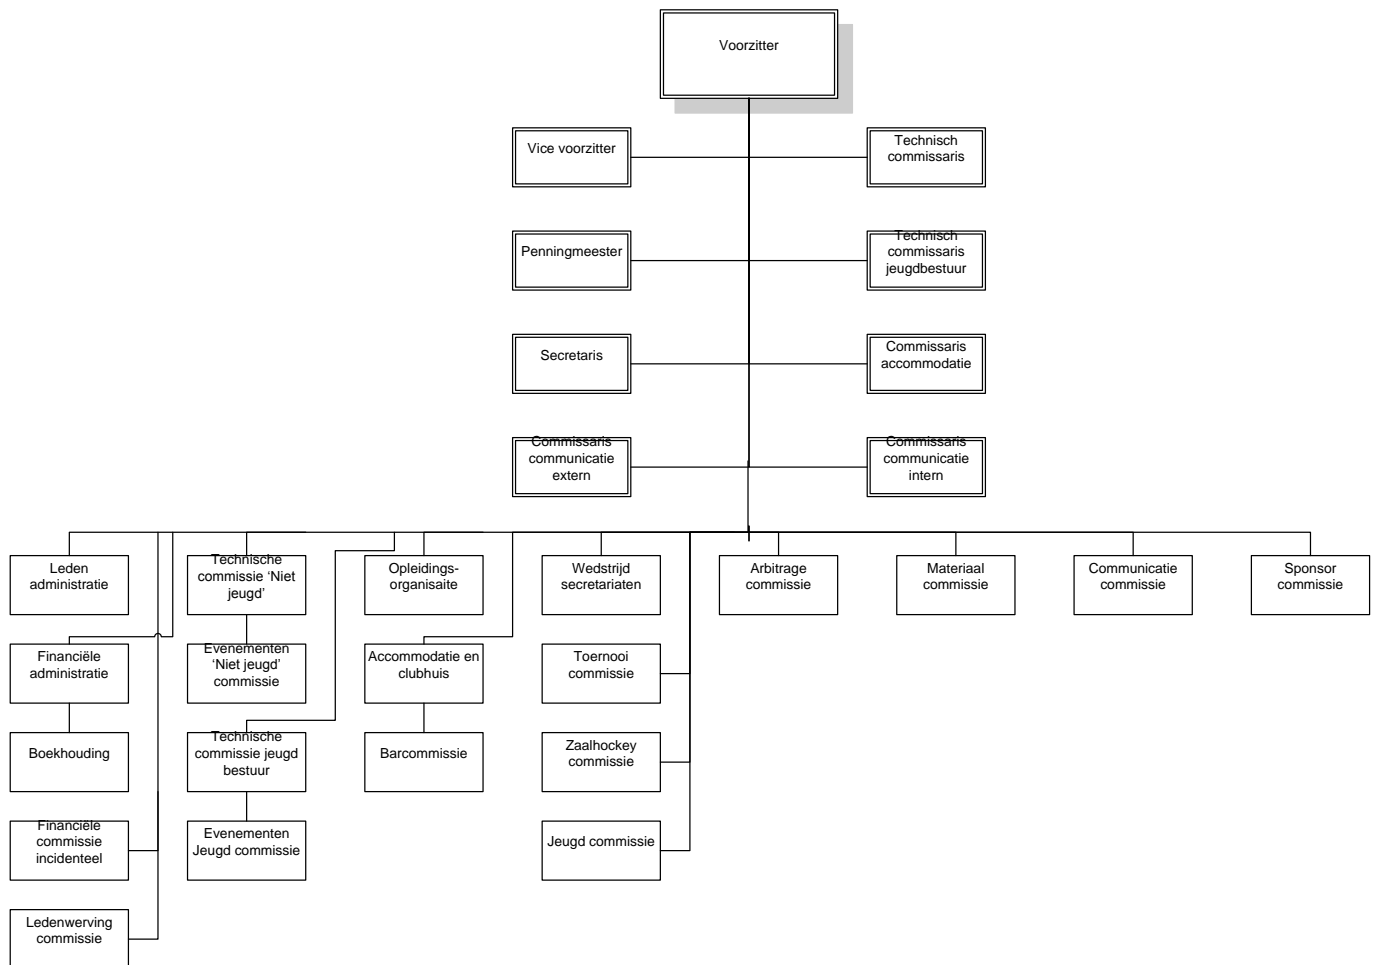 Voorzitter
Vice voorzitter
Technisch
commissaris
Penningmeester
Technisch
commissaris
jeugdbestuur
Secretaris
Commissaris
accommodatie
Commissaris
communicatie
extern
Commissaris
communicatie
intern
Leden
administratie
Technische
commissie ‘Niet
jeugd’
Opleidings-
organisaite
Wedstrijd
secretariaten
Arbitrage
commissie
Materiaal
commissie
Communicatie
commissie
Sponsor
commissie
Financiële
administratie
Evenementen
‘Niet jeugd’
commissie
Accommodatie en
clubhuis
Toernooi
commissie
Boekhouding
Technische
commissie jeugd
bestuur
Barcommissie
Zaalhockey
commissie
Financiële
commissie
incidenteel
Evenementen
Jeugd commissie
Jeugd commissie
Ledenwerving
commissie